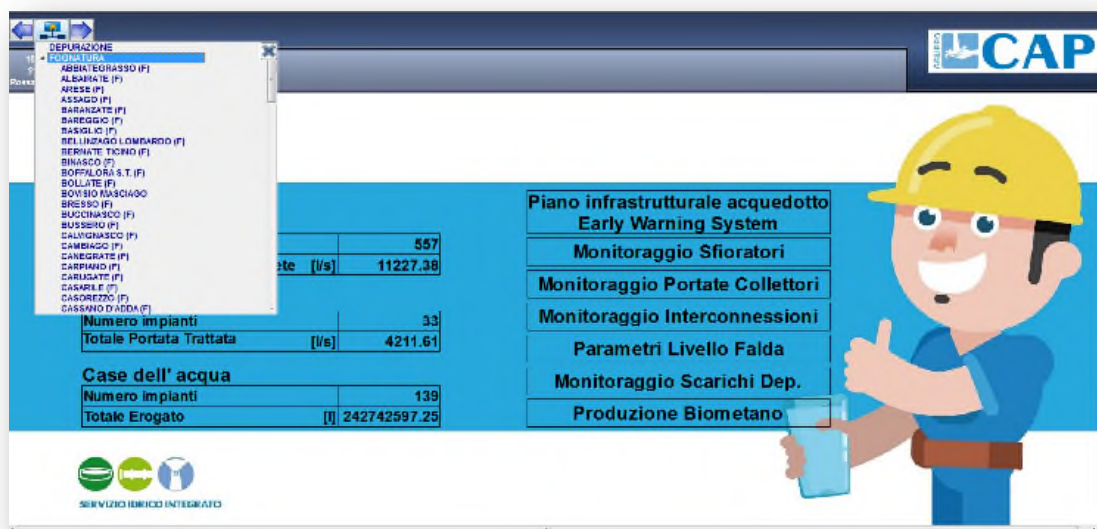 DEPURAZIONE
FOGNATURA
ABBIATEGRASSO (F)
ALBAIRATE (F)
ARESE (F)
ASSAGO (F)
BARANZATE (F)
BAREGGIO (F)
BASIGLIO (F)
BELLINZAGO LOMBARDO (F)
BERNATE TICINO (F)
BINASCO (F)
BOFFALORA S.T. (F)
BOLLATE (F)
BOVISIO MASCIAGO
BRESSO (F)
BUCCINASCO (F)
BUSSERO (F)
CALVIGNASCO (F)
CAMBIAGO (F)
CANEGRATE (F)
CARPIANO (F)
CARUGATE (F)
CASARILE (F)
CASOREZZO (F)
CASSANO D'ADDA (F)
CAP
557
[l/s] 11227.38
Numero impianti 33
Totale Portata Trattata [l/s] 4211.61
Case dell' acqua
Numero impianti 139
Totale Erogato [l] 242742597.25
Piano infrastrutturale acquedotto
Early Warning System
Monitoraggio Sfioratori
Monitoraggio Portate Collettori
Monitoraggio Interconnessioni
Parametri Livello Falda
Monitoraggio Scarichi Dep.
Produzione Biometano
SERVIZIO IDRICO INTEGRATO